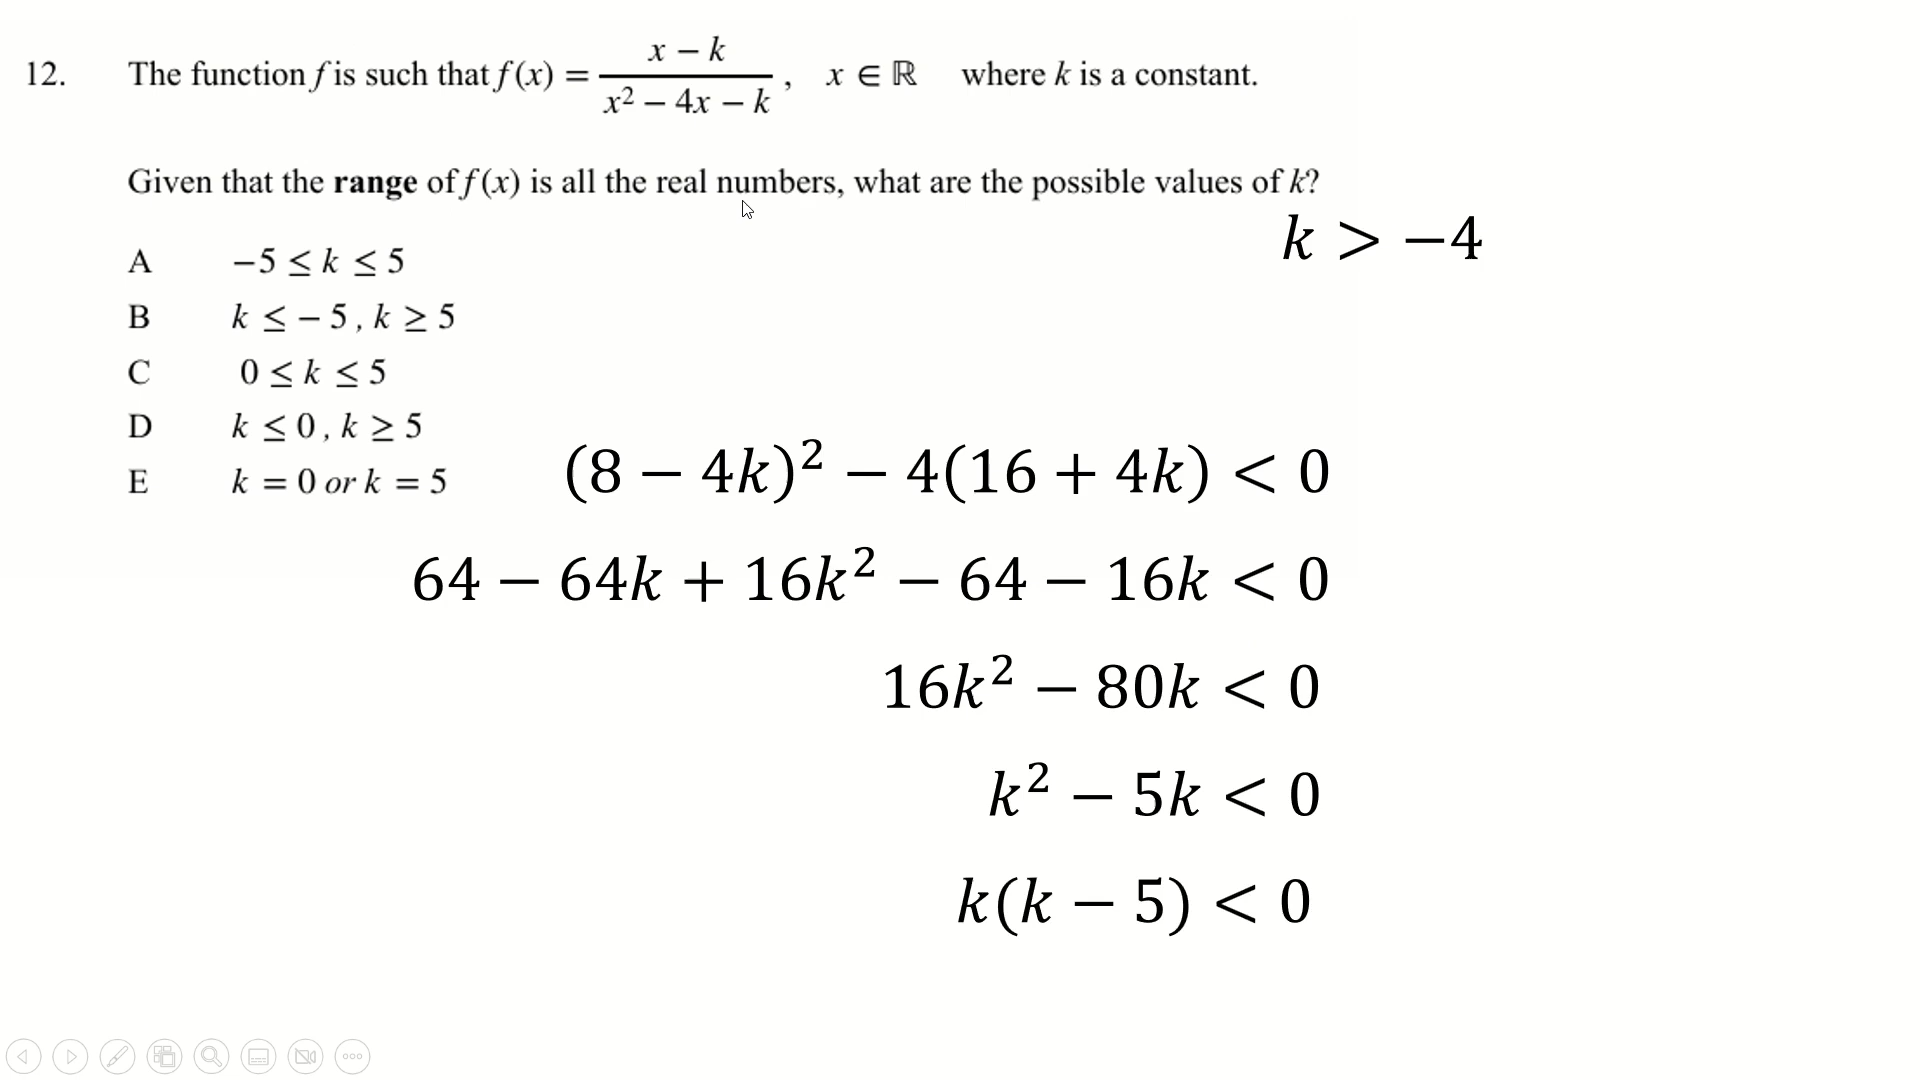 12. The function f is such that f(x) = (x − k)/(x² − 4x − k), x ∈ ℝ where k is a constant.
Given that the range of f(x) is all the real numbers, what are the possible values of k?
k > −4
A −5 ≤ k ≤ 5
B k ≤ − 5, k ≥ 5
C 0 ≤ k ≤ 5
D k ≤ 0, k ≥ 5
E k = 0 or k = 5
(8 − 4k)² − 4(16 + 4k) < 0
64 − 64k + 16k² − 64 − 16k < 0
16k² − 80k < 0
k² − 5k < 0
k(k − 5) < 0